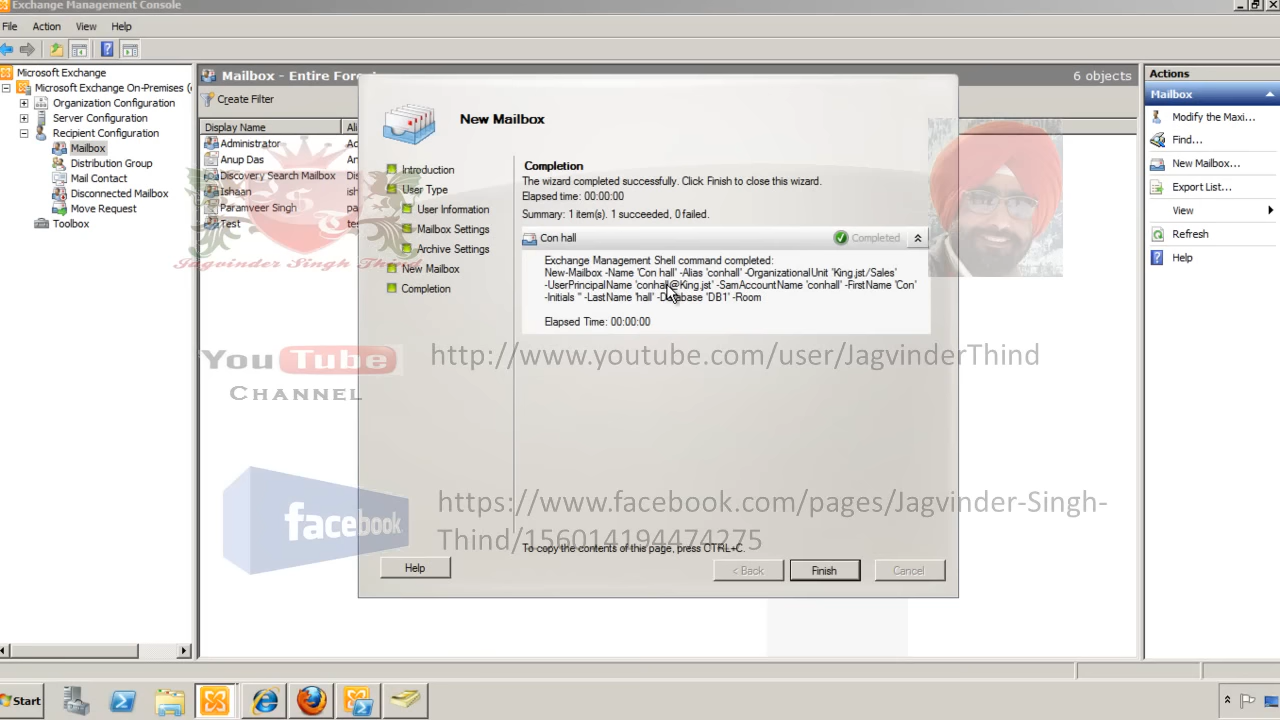 Exchange Management Console
File Action View Help
Microsoft Exchange
Microsoft Exchange On-Premises (
Organization Configuration
Server Configuration
Recipient Configuration
Mailbox
Distribution Group
Mail Contact
Disconnected Mailbox
Move Request
Toolbox
Mailbox - Entire Fore
6 objects
Create Filter
Display Name
Ali
Administrator
Anup Das
Discovery Search Mailbox
Ishaan
Paramveer Singh
Test
Jagvinder Singh Thind
New Mailbox
Introduction
User Type
User Information
Mailbox Settings
Archive Settings
New Mailbox
Completion
Completion
The wizard completed successfully. Click Finish to close this wizard.
Elapsed time: 00:00:00
Summary: 1 item(s). 1 succeeded, 0 failed.
Con hall
Completed
Exchange Management Shell command completed:
New-Mailbox -Name 'Con hall' -Alias 'conhall' -OrganizationalUnit 'King.jst/Sales'
-UserPrincipalName 'conhall@King.jst' -SamAccountName 'conhall' -FirstName 'Con'
-Initials '' -LastName 'hall' -Database 'DB1' -Room
Elapsed Time: 00:00:00
YouTube
CHANNEL
http://www.youtube.com/user/JagvinderThind
facebook
https://www.facebook.com/pages/Jagvinder-Singh-
Thind/156014194474275
To copy the contents of this page, press CTRL+C.
Help
< Back
Finish
Cancel
Actions
Mailbox
Modify the Maxi...
Find...
New Mailbox...
Export List...
View
Refresh
Help
Start